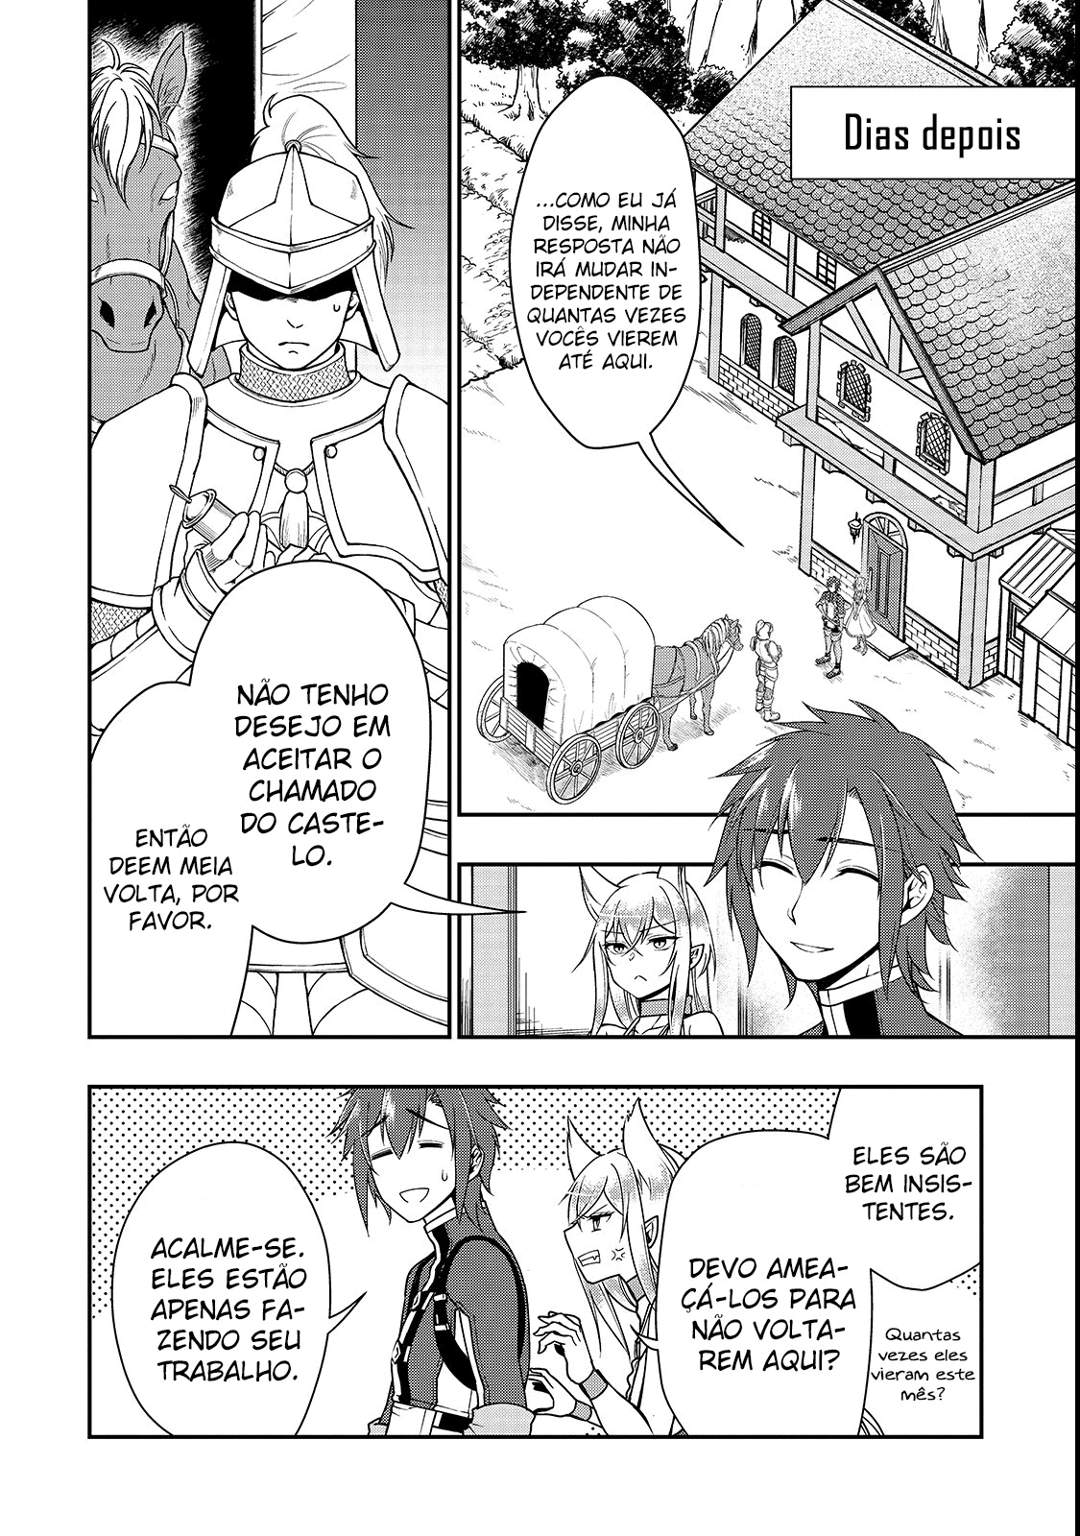 Dias depois
...COMO EU JÁ
DISSE, MINHA
RESPOSTA NÃO
IRÁ MUDAR IN-
DEPENDENTE DE
QUANTAS VEZES
VOCÊS VIEREM
ATÉ AQUI.
NÃO TENHO
DESEJO EM
ACEITAR O
CHAMADO
DO CASTE-
LO.
ENTÃO
DEEM MEIA
VOLTA, POR
FAVOR.
ELES SÃO
BEM INSIS-
TENTES.
Quantas
vezes eles
vieram este
mês?
DEVO AMEA-
ÇÁ-LOS PARA
NÃO VOLTA-
REM AQUI?
ACALME-SE.
ELES ESTÃO
APENAS FA-
ZENDO SEU
TRABALHO.